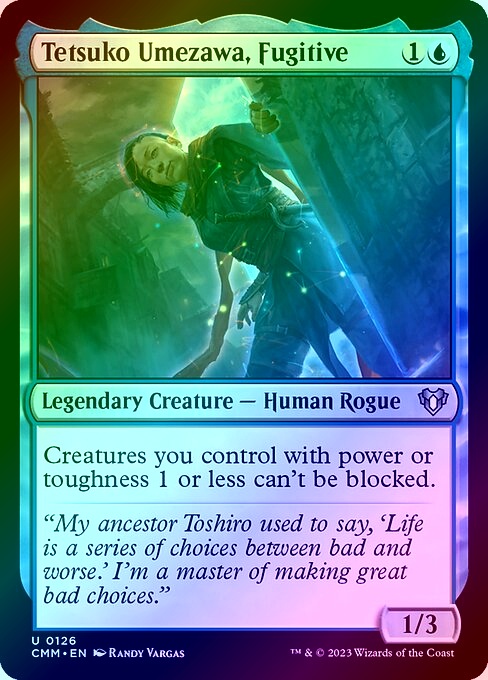 Tetsuko Umezawa, Fugitive 1
Legendary Creature — Human Rogue
Creatures you control with power or
toughness 1 or less can't be blocked.
“My ancestor Toshiro used to say, ‘Life
is a series of choices between bad and
worse.’ I'm a master of making great
bad choices.”
1/3
U 0126
CMM • EN RANDY VARGAS
™ & © 2023 Wizards of the Coast